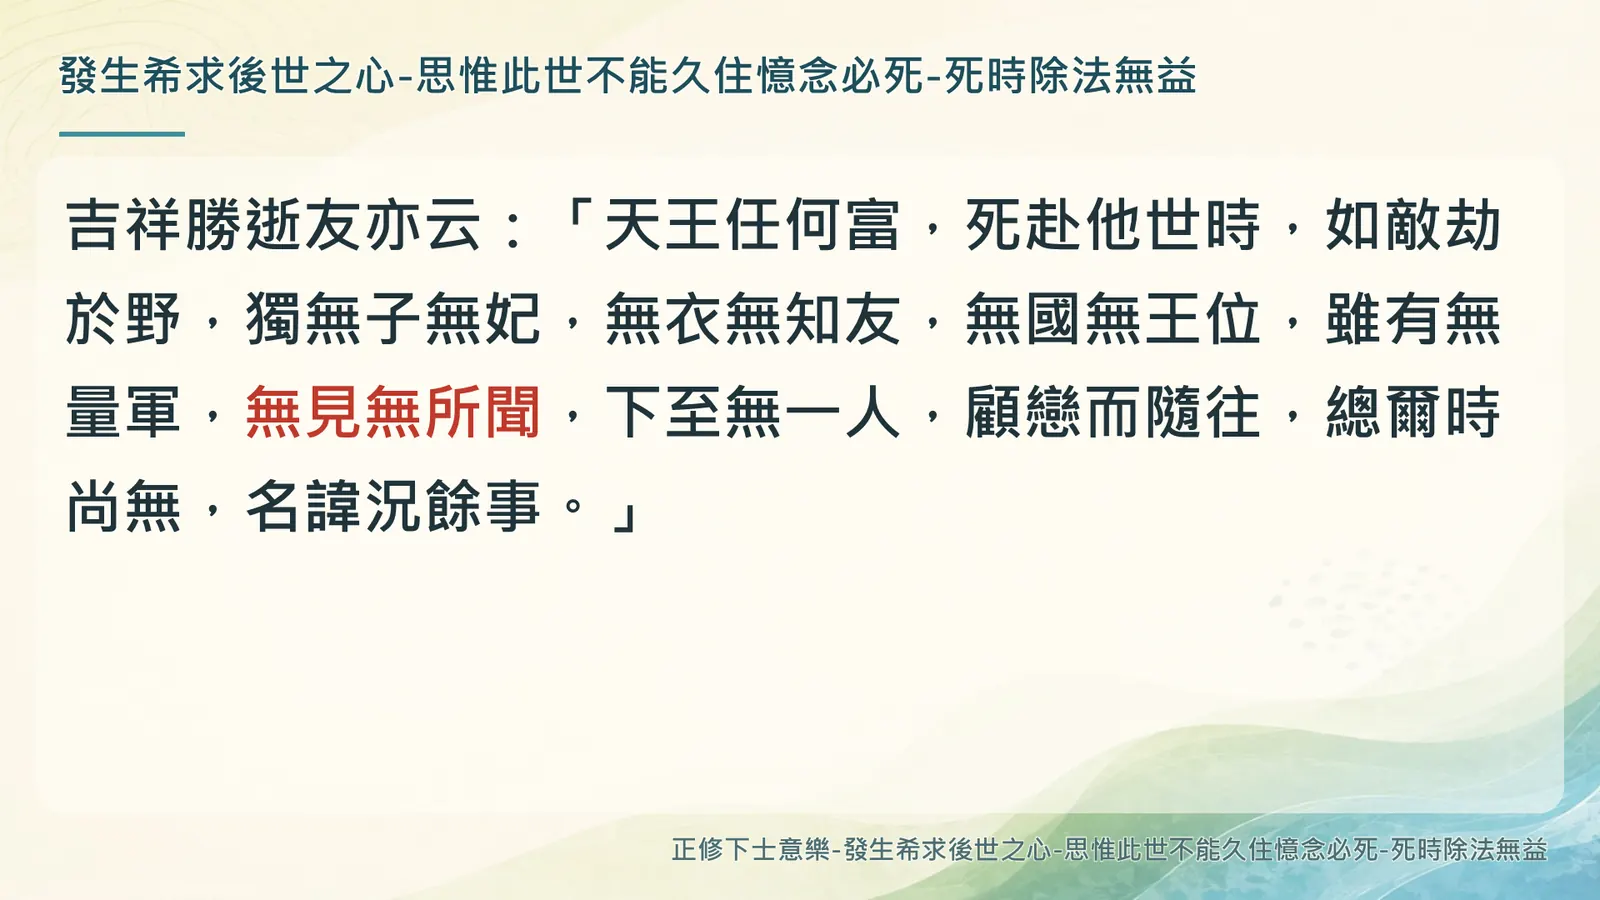 發生希求後世之心-思惟此世不能久住憶念必死-死時除法無益
吉祥勝逝友亦云：「天王任何富，死赴他世時，如敵劫
於野，獨無子無妃，無衣無知友，無國無王位，雖有無
量軍，無見無所聞，下至無一人，顧戀而隨往，總爾時
尚無，名諱況餘事。」
正修下士意樂-發生希求後世之心-思惟此世不能久住憶念必死-死時除法無益